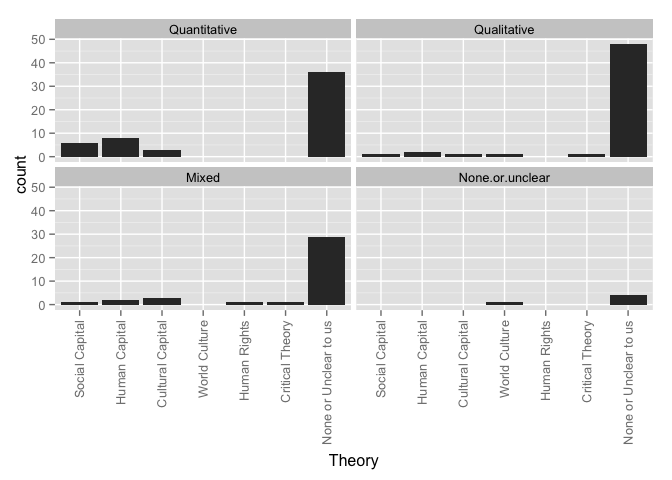 Quantitative
Qualitative
50
40
30
20
10
0
Mixed
None.or.unclear
50
40
30
20
10
0
count
Social Capital
Human Capital
Cultural Capital
World Culture
Human Rights
Critical Theory
None or Unclear to us
Social Capital
Human Capital
Cultural Capital
World Culture
Human Rights
Critical Theory
None or Unclear to us
Theory